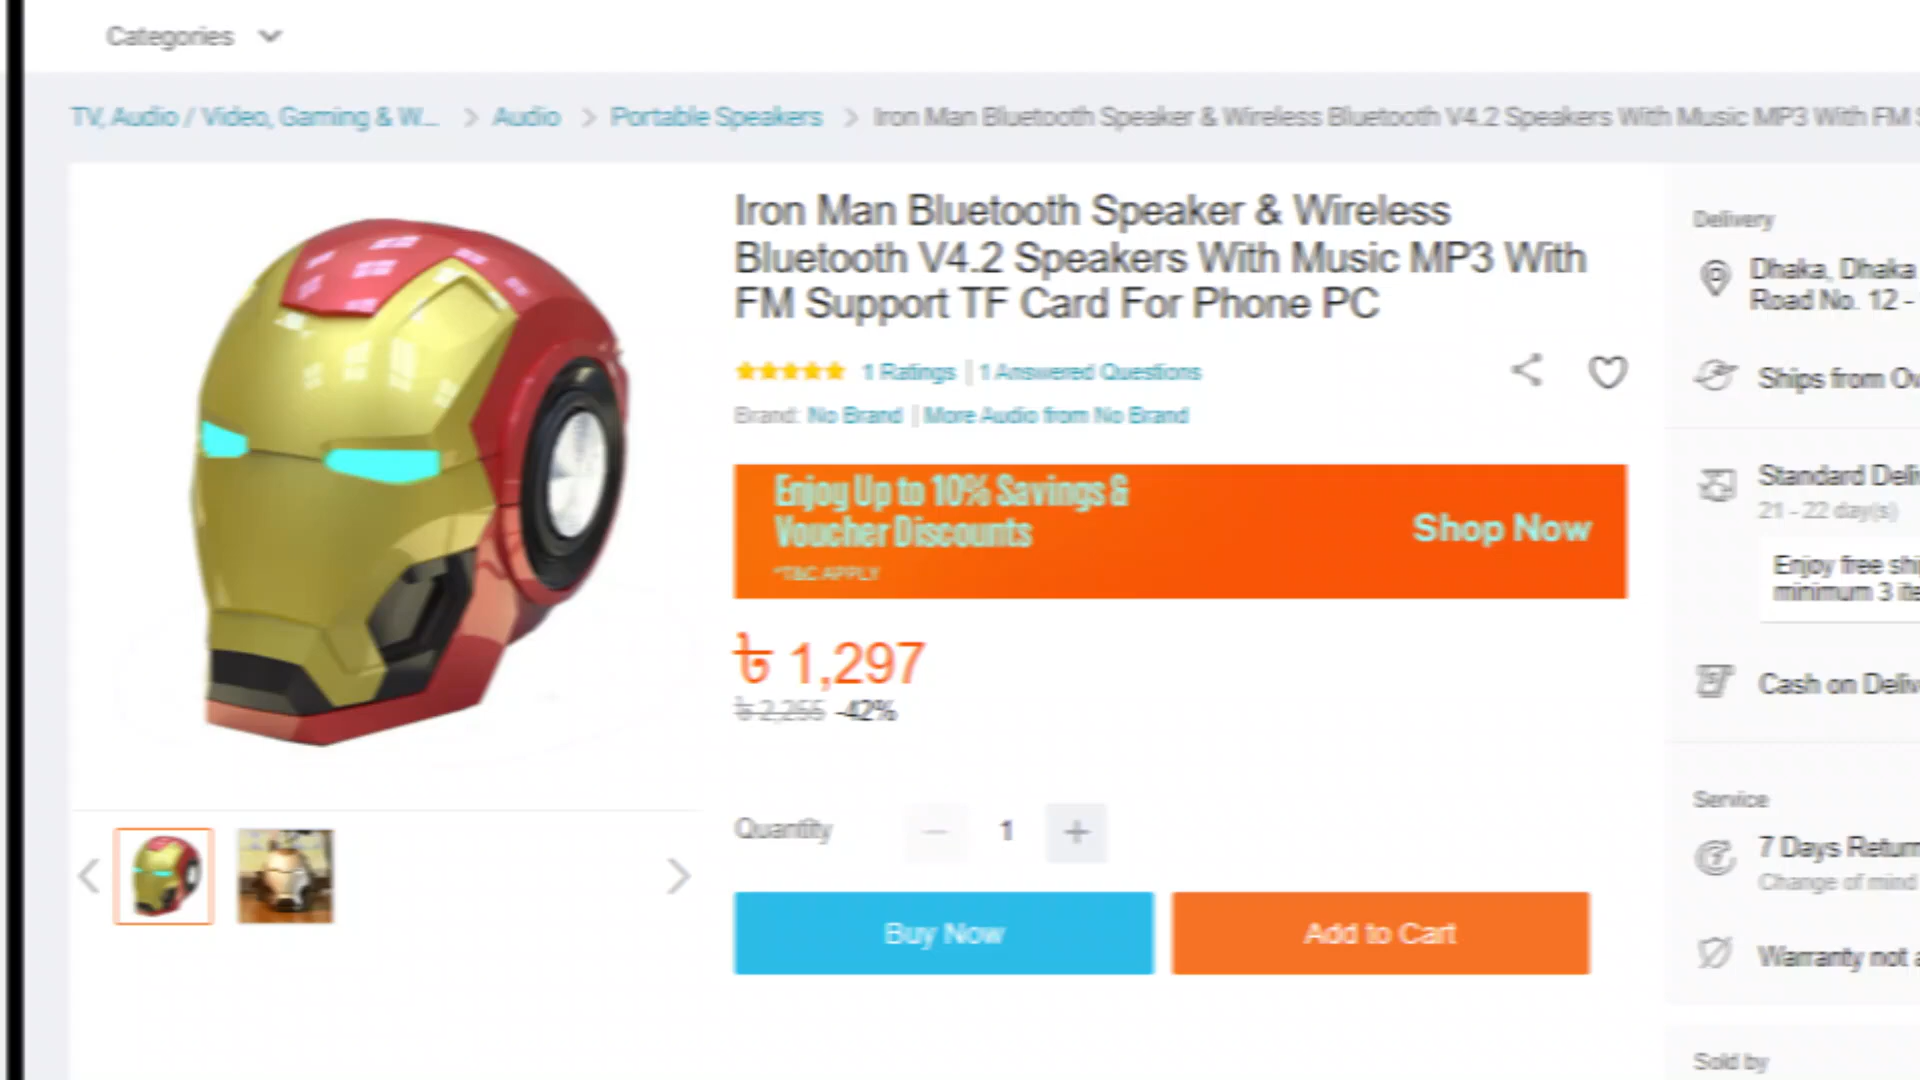 Categories
TV, Audio / Video, Gaming & W... > Audio > Portable Speakers > Iron Man Bluetooth Speaker & Wireless Bluetooth V4.2 Speakers With Music MP3 With FM
Iron Man Bluetooth Speaker & Wireless
Bluetooth V4.2 Speakers With Music MP3 With
FM Support TF Card For Phone PC
1 Ratings | 1 Answered Questions
Brand: No Brand | More Audio from No Brand
Enjoy Up to 10% Savings &
Voucher Discounts
*T&C APPLY
Shop Now
৳ 1,297
৳ 2,255 -42%
Quantity
− 1 +
Buy Now
Add to Cart
Delivery
Dhaka, Dhaka
Road No. 12 -
Ships from Ov
Standard Deliv
21 - 22 day(s)
Enjoy free shi
minimum 3 ite
Cash on Deliv
Service
7 Days Return
Change of mind
Warranty not a
Sold by